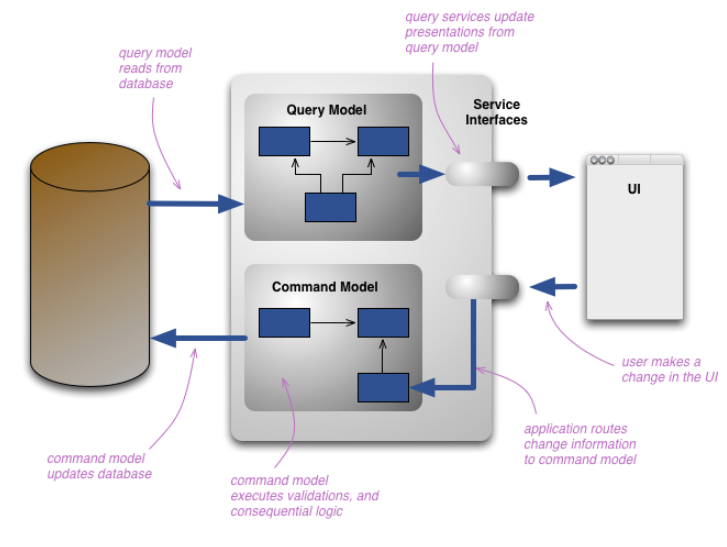 query services update
presentations from
query model
query model
reads from
database
Service
Interfaces
Query Model
UI
Command Model
user makes a
change in the UI
application routes
change information
to command model
command model
updates database
command model
executes validations, and
consequential logic